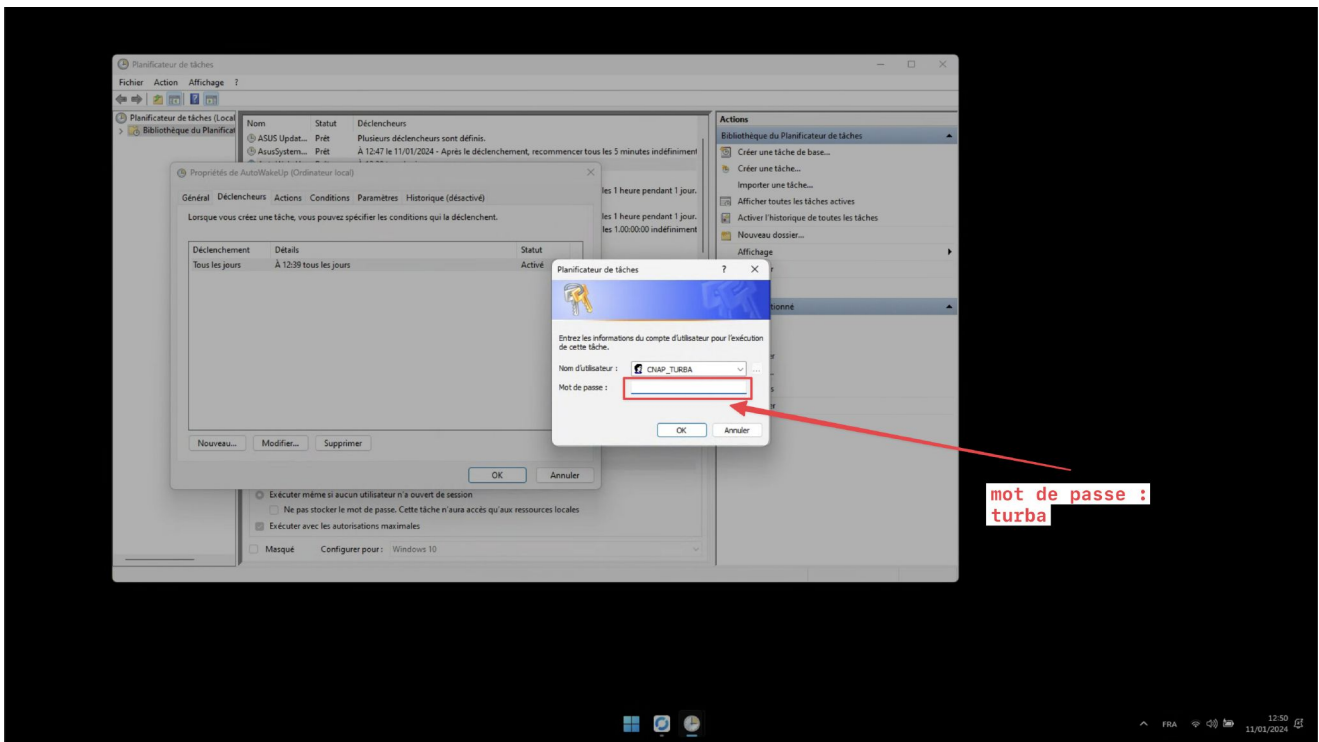 Planificateur de tâches
Fichier Action Affichage ?
Planificateur de tâches (Local
Bibliothèque du Planificat
Nom Statut Déclencheurs
ASUS Updat... Prêt Plusieurs déclencheurs sont définis.
AsusSystem... Prêt À 12:47 le 11/01/2024 - Après le déclenchement, recommencer tous les 5 minutes indéfiniment
les 1 heure pendant 1 jour.
les 1 heure pendant 1 jour.
les 1.00:00:00 indéfiniment
Actions
Bibliothèque du Planificateur de tâches
Créer une tâche de base...
Créer une tâche...
Importer une tâche...
Afficher toutes les tâches actives
Activer l'historique de toutes les tâches
Nouveau dossier...
Affichage
tionné
Propriétés de AutoWakeUp (Ordinateur local)
Général Déclencheurs Actions Conditions Paramètres Historique (désactivé)
Lorsque vous créez une tâche, vous pouvez spécifier les conditions qui la déclenchent.
Déclenchement Détails Statut
Tous les jours À 12:39 tous les jours Activé
Nouveau... Modifier... Supprimer
OK Annuler
Planificateur de tâches ?
Entrez les informations du compte d'utilisateur pour l'exécution
de cette tâche.
Nom d'utilisateur : CNAP_TURBA ...
Mot de passe :
OK Annuler
mot de passe :
turba
Exécuter même si aucun utilisateur n'a ouvert de session
Ne pas stocker le mot de passe. Cette tâche n'aura accès qu'aux ressources locales
Exécuter avec les autorisations maximales
Masqué Configurer pour : Windows 10
FRA
12:50
11/01/2024